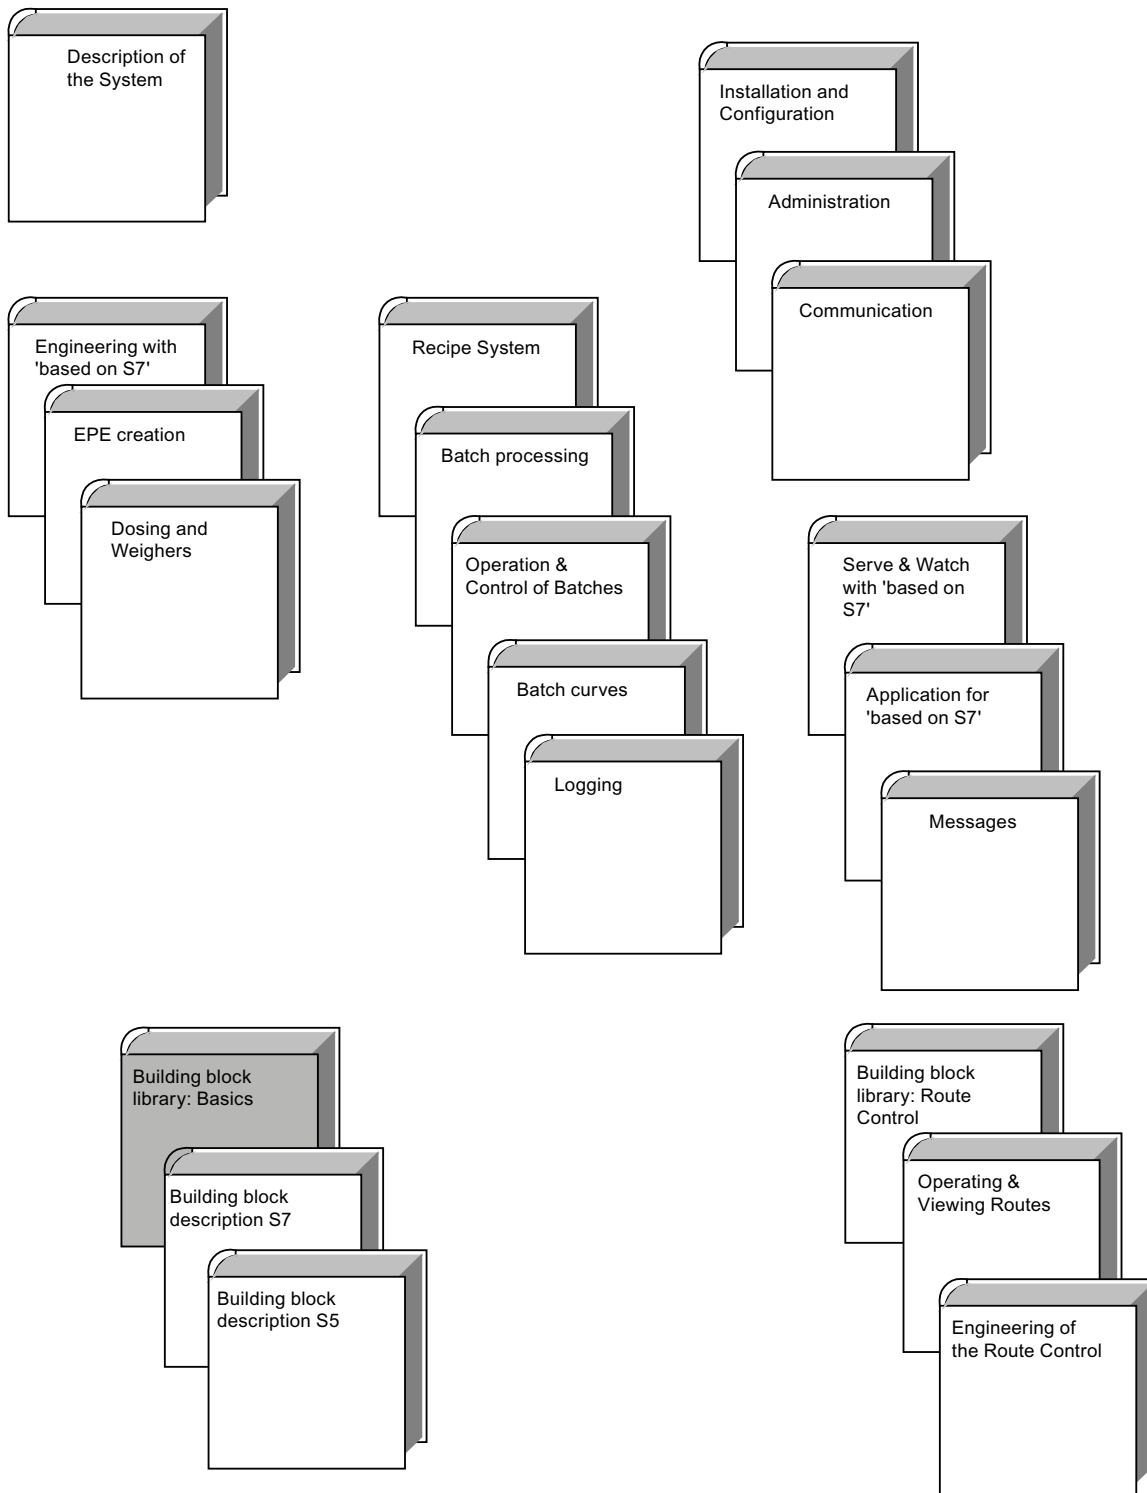 Description of
the System
Installation and
Configuration
Administration
Communication
Engineering with
'based on S7'
EPE creation
Dosing and
Weighers
Recipe System
Batch processing
Operation &
Control of Batches
Batch curves
Logging
Serve & Watch
with 'based on
S7'
Application for
'based on S7'
Messages
Building block
library: Basics
Building block
description S7
Building block
description S5
Building block
library: Route
Control
Operating &
Viewing Routes
Engineering of
the Route Control